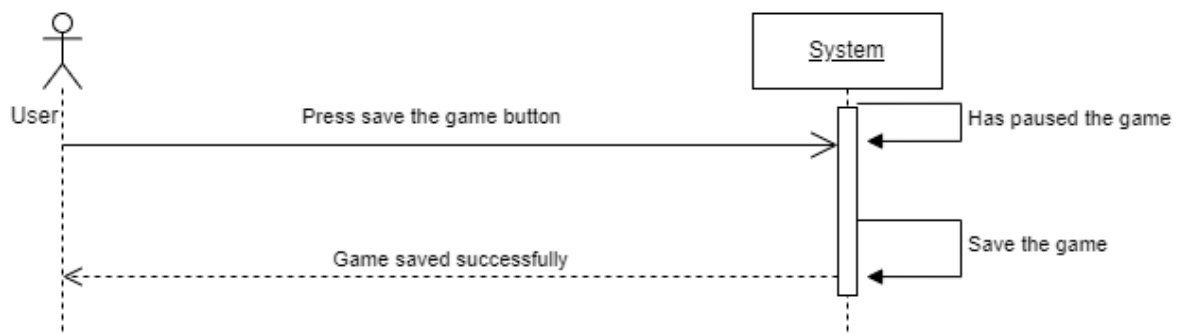 System
User
Press save the game button
Has paused the game
Save the game
Game saved successfully